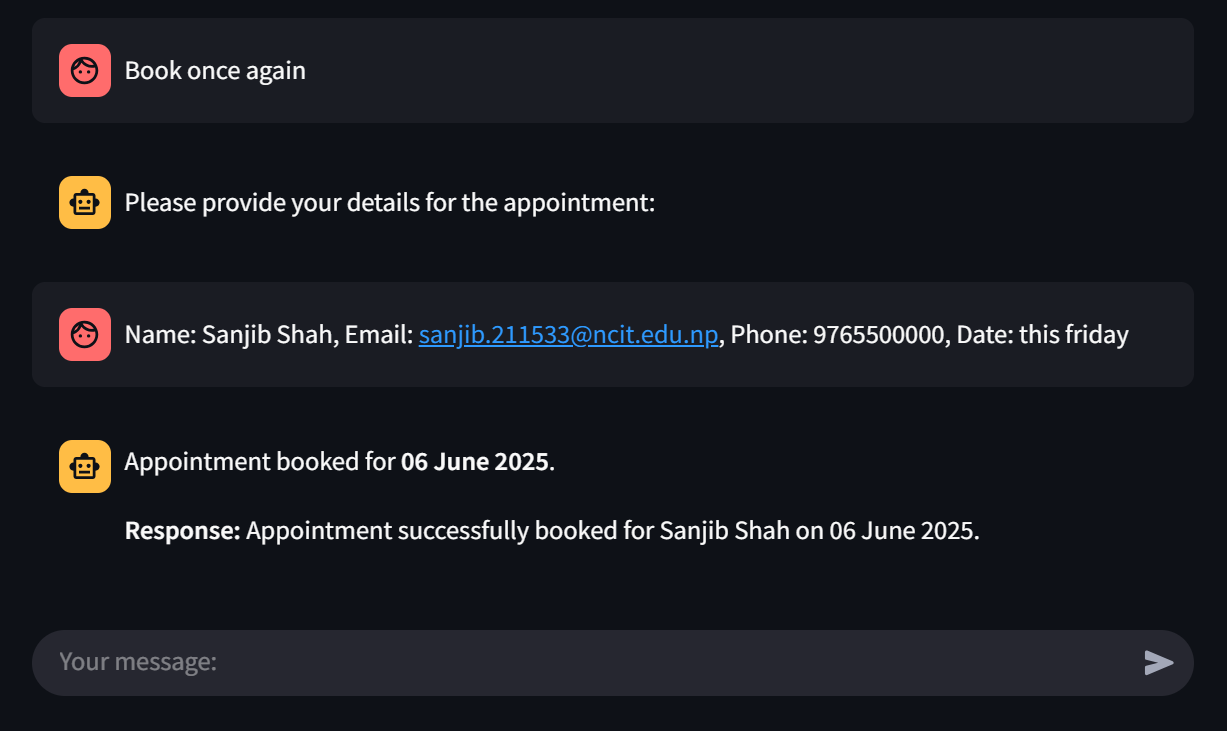 Book once again
Please provide your details for the appointment:
Name: Sanjib Shah, Email: sanjib.211533@ncit.edu.np, Phone: 9765500000, Date: this friday
Appointment booked for 06 June 2025.
Response: Appointment successfully booked for Sanjib Shah on 06 June 2025.
Your message: